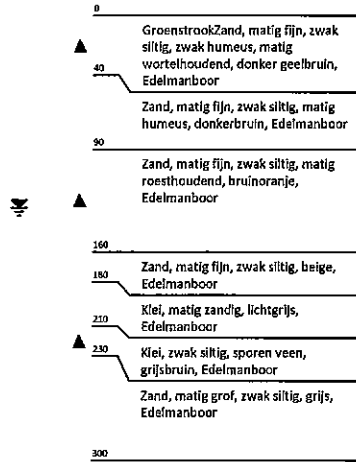 0
GroenstrookZand, matig fijn, zwak
siltig, zwak humeus, matig
wortelhoudend, donker geelbruin,
Edelmanboor
40
Zand, matig fijn, zwak siltig, matig
humeus, donkerbruin, Edelmanboor
90
Zand, matig fijn, zwak siltig, matig
roesthoudend, bruinoranje,
Edelmanboor
160
Zand, matig fijn, zwak siltig, beige,
Edelmanboor
180
Klei, matig zandig, lichtgrijs,
Edelmanboor
210
Klei, zwak siltig, sporen veen,
grijsbruin, Edelmanboor
230
Zand, matig grof, zwak siltig, grijs,
Edelmanboor
300